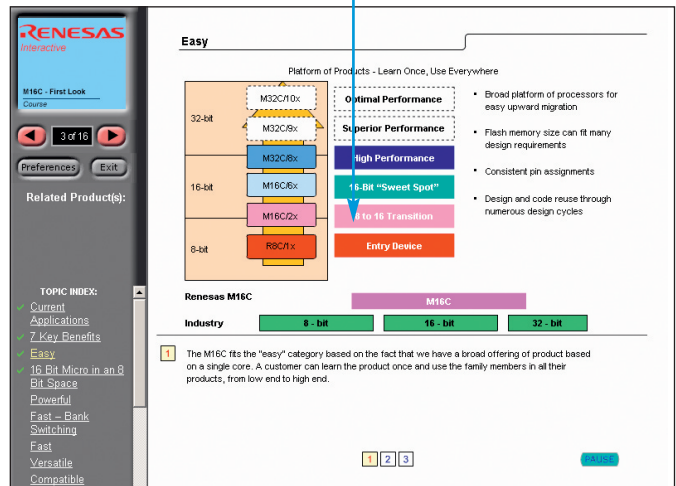 RENESAS
Interactive
M16C - First Look
Course
3 of 16
Preferences
Exit
Related Product(s):
TOPIC INDEX:
Current
Applications
7 Key Benefits
Easy
16 Bit Micro in an 8
Bit Space
Powerful
Fast – Bank
Switching
Fast
Versatile
Compatible
Easy
Platform of Products - Learn Once, Use Everywhere
32-bit
16-bit
8-bit
M32C/10x
M32C/9x
M32C/8x
M16C/6x
M16C/2x
R8C/1x
Optimal Performance
Superior Performance
High Performance
16-Bit "Sweet Spot"
to 16 Transition
Entry Device
• Broad platform of processors for
easy upward migration
• Flash memory size can fit many
design requirements
• Consistent pin assignments
• Design and code reuse through
numerous design cycles
Renesas M16C
M16C
Industry
8 - bit
16 - bit
32 - bit
1
The M16C fits the "easy" category based on the fact that we have a broad offering of product based
on a single core. A customer can learn the product once and use the family members in all their
products, from low end to high end.
1 2 3
PAUSE